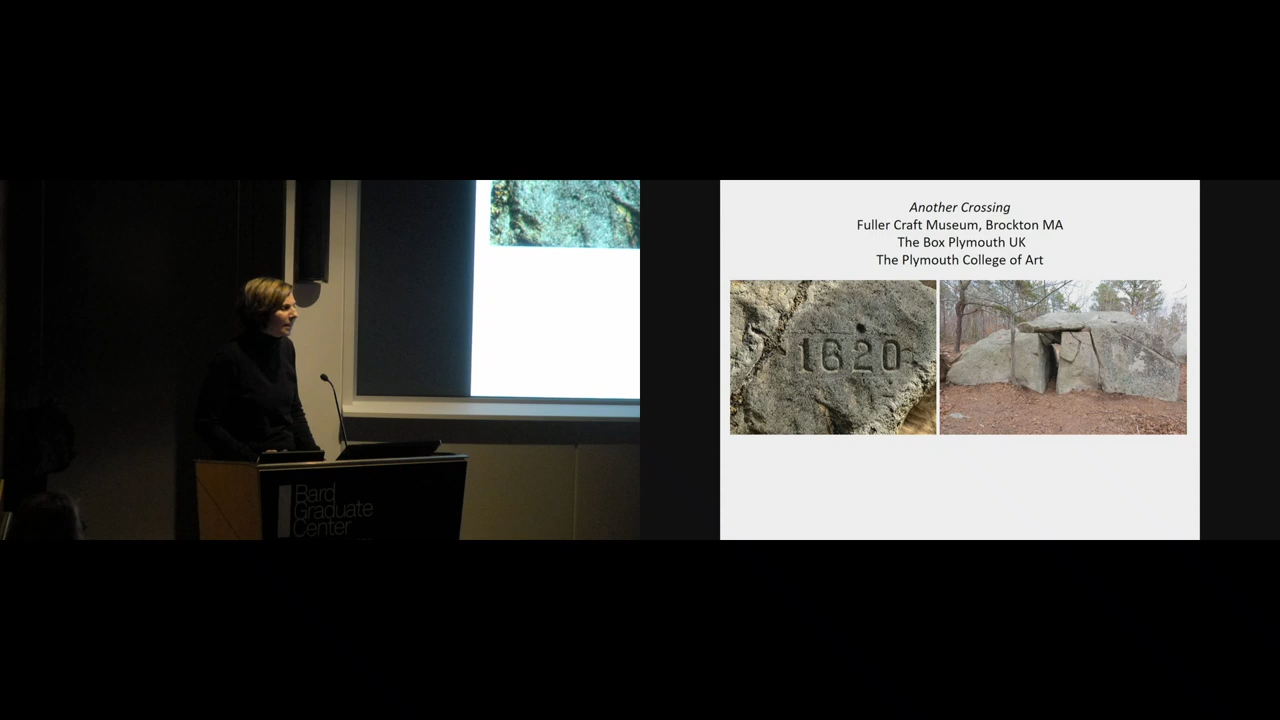 Bard
Graduate
Center
Another Crossing
Fuller Craft Museum, Brockton MA
The Box Plymouth UK
The Plymouth College of Art
1620